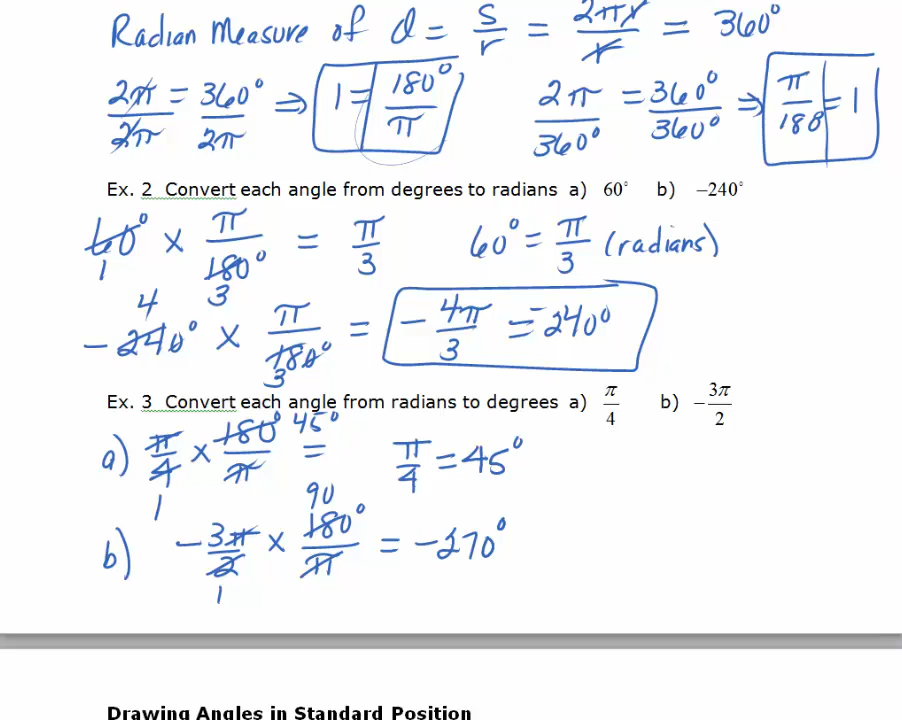 Radian Measure of θ = s/r = 2πr/r = 360°
2π/2π = 360°/2π ⇒ 1 = 180°/π 2π/360° = 360°/360° ⇒ π/180 = 1
Ex. 2 Convert each angle from degrees to radians a) 60° b) −240°
60° × π/180° = π/3 60° = π/3 (radians)
1 3
4
−240° × π/180° = −4π/3 = −240°
3
Ex. 3 Convert each angle from radians to degrees a) π/4 b) −3π/2
a) π/4 × 180°/π = 45° π/4 = 45°
1
90
b) −3π/2 × 180°/π = −270°
1
Drawing Angles in Standard Position